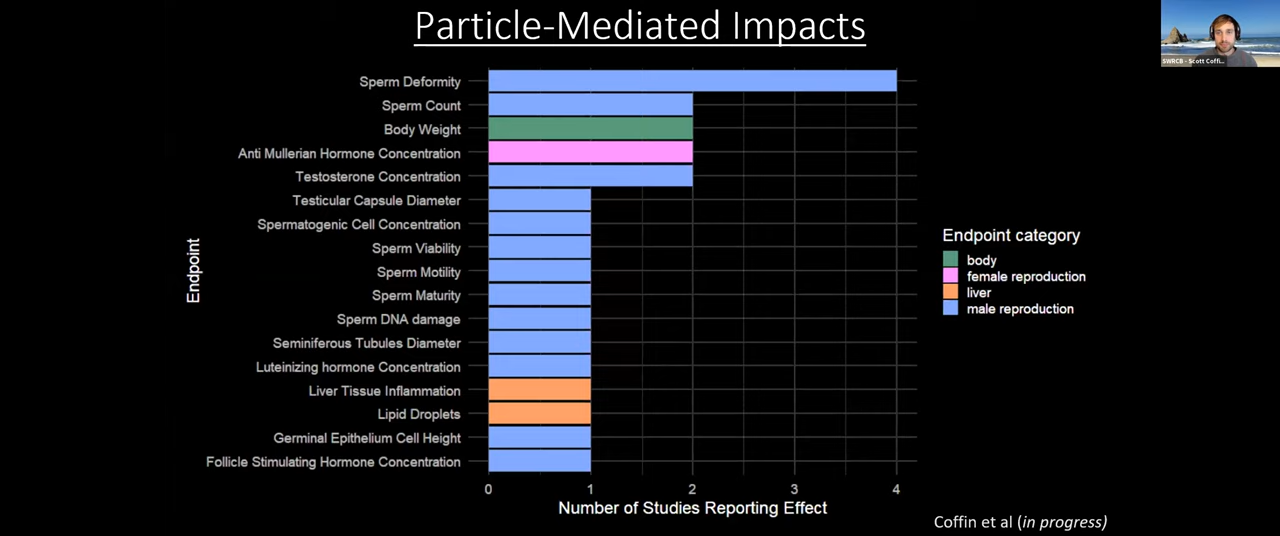 Particle-Mediated Impacts
SWRCB - Scott Coffi...
Sperm Deformity
Sperm Count
Body Weight
Anti Mullerian Hormone Concentration
Testosterone Concentration
Testicular Capsule Diameter
Spermatogenic Cell Concentration
Sperm Viability
Sperm Motility
Sperm Maturity
Sperm DNA damage
Seminiferous Tubules Diameter
Luteinizing hormone Concentration
Liver Tissue Inflammation
Lipid Droplets
Germinal Epithelium Cell Height
Follicle Stimulating Hormone Concentration
Endpoint
0 1 2 3 4
Number of Studies Reporting Effect
Endpoint category
body
female reproduction
liver
male reproduction
Coffin et al (in progress)